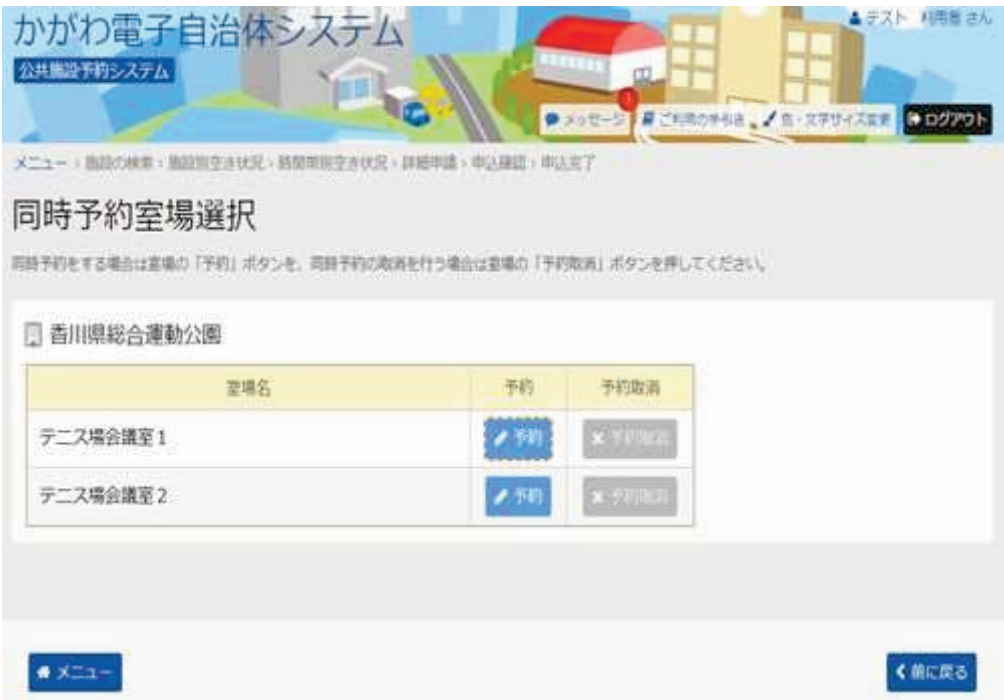 かがわ電子自治体システム
公共施設予約システム
テスト 利用者 さん
メッセージ
1
ご利用の手引き
色・文字サイズ変更
ログアウト
メニュー › 施設の検索 › 施設別空き状況 › 時間帯別空き状況 › 詳細申請 › 申込確認 › 申込完了
同時予約室場選択
同時予約をする場合は室場の「予約」ボタンを、同時予約の取消を行う場合は室場の「予約取消」ボタンを押してください。
香川県総合運動公園
室場名 予約 予約取消
テニス場会議室1 予約 予約取消
テニス場会議室2 予約 予約取消
メニュー
前に戻る